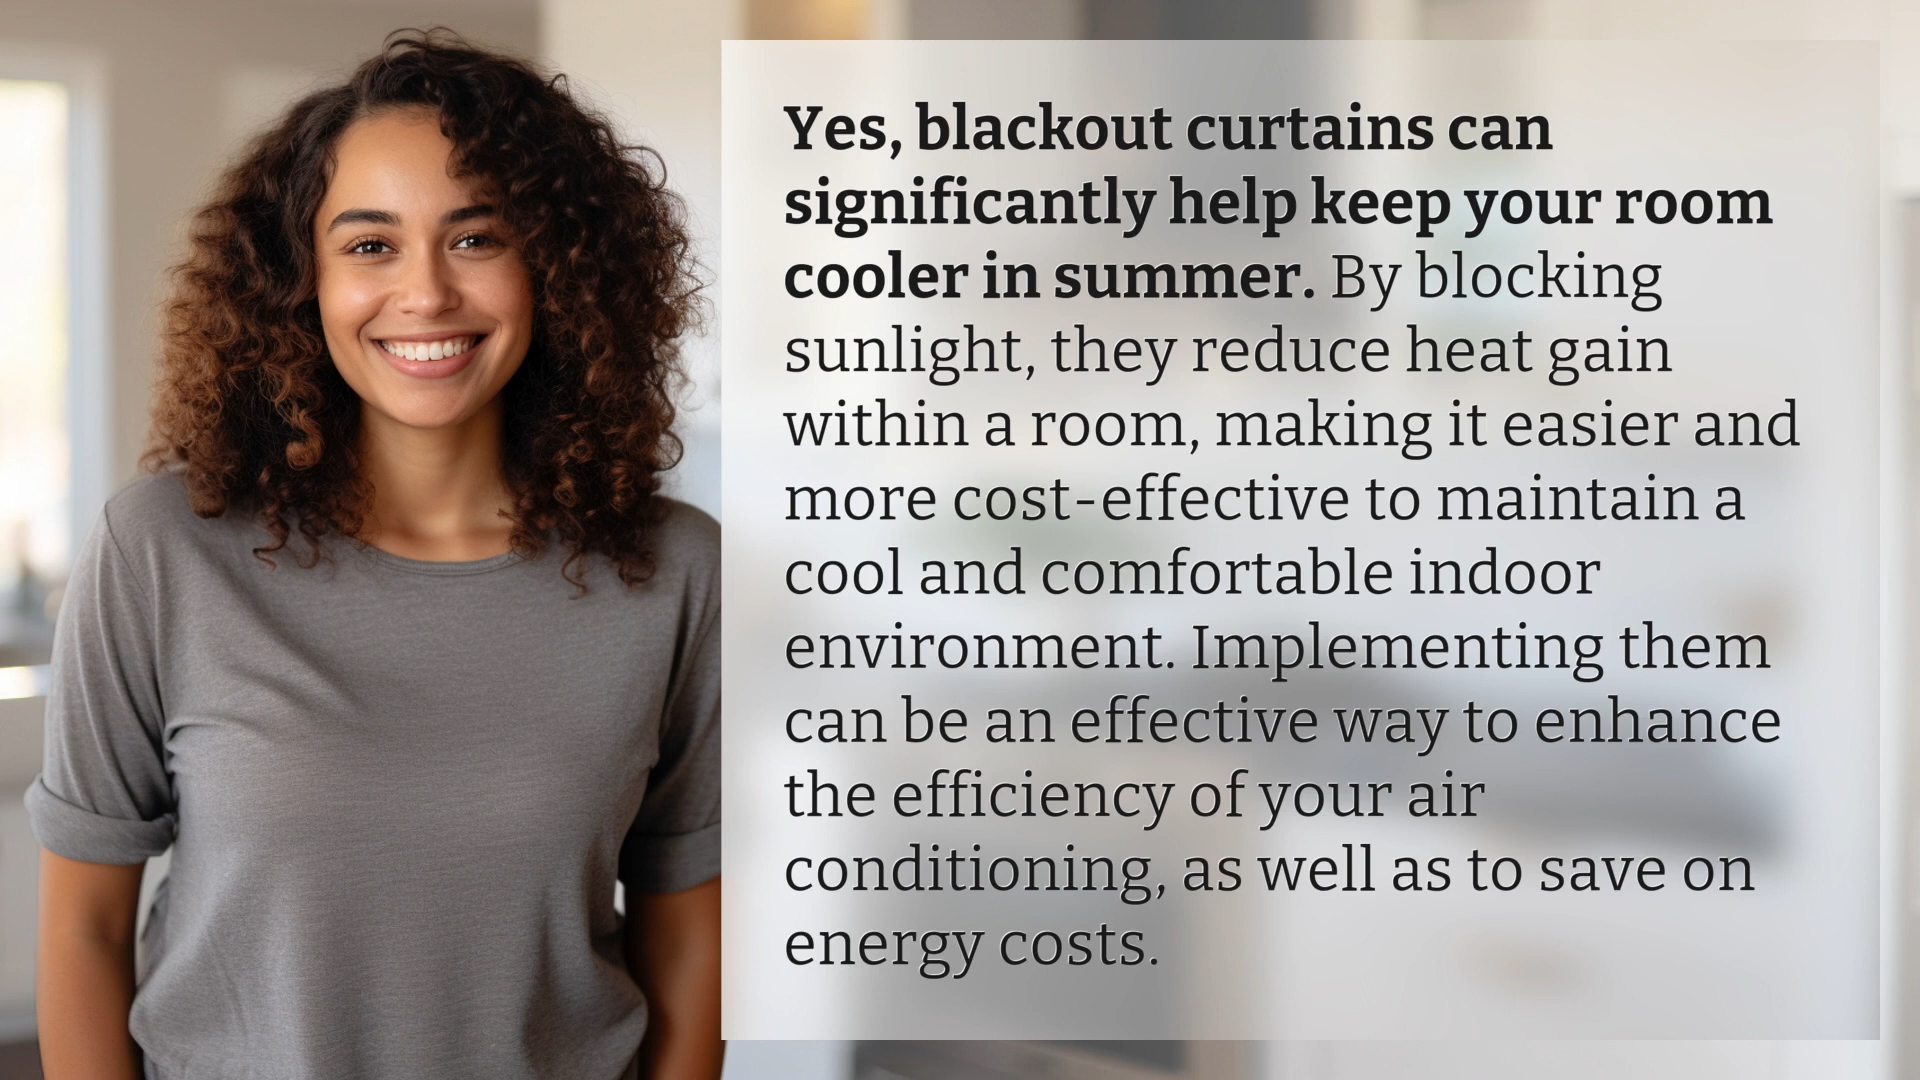 Yes, blackout curtains can
significantly help keep your room
cooler in summer. By blocking
sunlight, they reduce heat gain
within a room, making it easier and
more cost-effective to maintain a
cool and comfortable indoor
environment. Implementing them
can be an effective way to enhance
the efficiency of your air
conditioning, as well as to save on
energy costs.